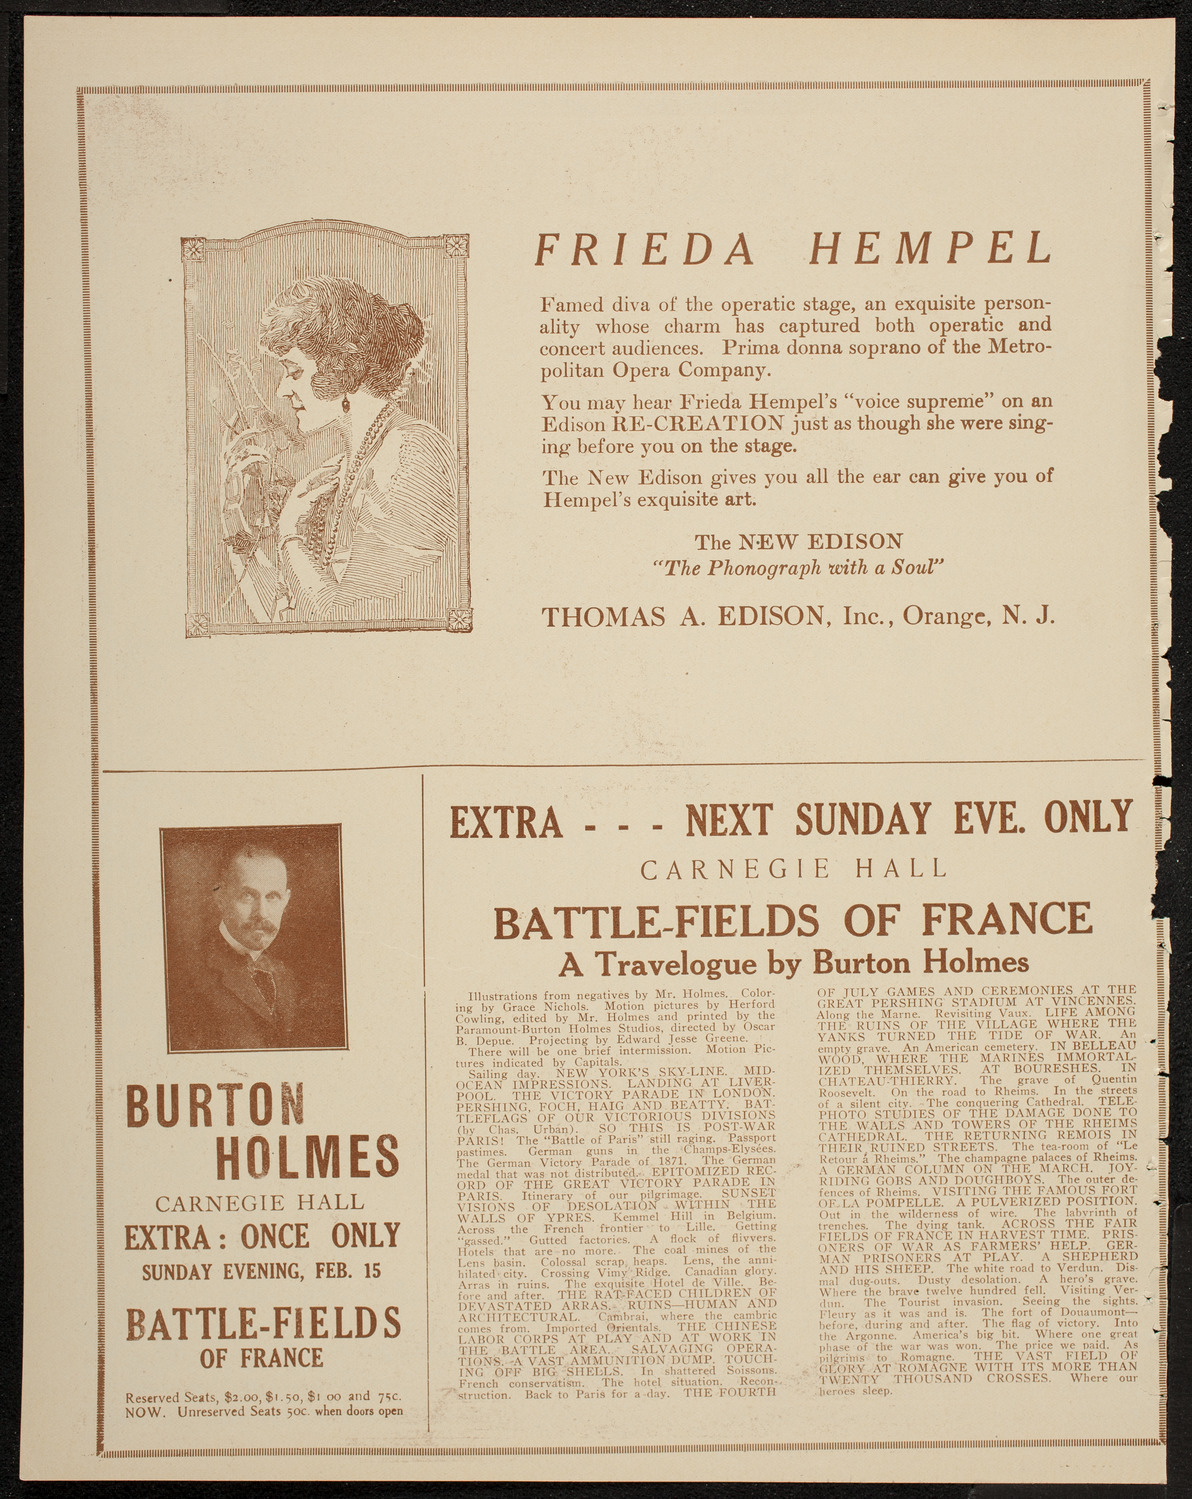 FRIEDA HEMPEL
Famed diva of the operatic stage, an exquisite person-
ality whose charm has captured both operatic and
concert audiences. Prima donna soprano of the Metro-
politan Opera Company.
You may hear Frieda Hempel's “voice supreme” on an
Edison RE-CREATION just as though she were sing-
ing before you on the stage.
The New Edison gives you all the ear can give you of
Hempel's exquisite art.
The NEW EDISON
“The Phonograph with a Soul”
THOMAS A. EDISON, Inc., Orange, N. J.
BURTON
HOLMES
CARNEGIE HALL
EXTRA: ONCE ONLY
SUNDAY EVENING, FEB. 15
BATTLE-FIELDS
OF FRANCE
Reserved Seats, $2.00, $1.50, $1 00 and 75c.
NOW. Unreserved Seats 50c. when doors open
EXTRA - - - NEXT SUNDAY EVE. ONLY
CARNEGIE HALL
BATTLE-FIELDS OF FRANCE
A Travelogue by Burton Holmes
Illustrations from negatives by Mr. Holmes. Color-
ing by Grace Nichols. Motion pictures by Herford
Cowling, edited by Mr. Holmes and printed by the
Paramount-Burton Holmes Studios, directed by Oscar
B. Depue. Projecting by Edward Jesse Greene.
There will be one brief intermission. Motion Pic-
tures indicated by Capitals.
Sailing day. NEW YORK'S SKY-LINE. MID-
OCEAN IMPRESSIONS. LANDING AT LIVER-
POOL. THE VICTORY PARADE IN LONDON.
PERSHING, FOCH, HAIG AND BEATTY. BAT-
TLEFLAGS OF OUR VICTORIOUS DIVISIONS
(by Chas. Urban). SO THIS IS POST-WAR
PARIS! The “Battle of Paris” still raging. Passport
pastimes. German guns in the Champs-Elysées.
The German Victory Parade of 1871. The German
medal that was not distributed. EPITOMIZED REC-
ORD OF THE GREAT VICTORY PARADE IN
PARIS. Itinerary of our pilgrimage. SUNSET
VISIONS OF DESOLATION WITHIN THE
WALLS OF YPRES. Kemmel Hill in Belgium.
Across the French frontier to Lille. Getting
“gassed.” Gutted factories. A flock of flivvers.
Hotels that are no more. The coal mines of the
Lens basin. Colossal scrap heaps. Lens, the anni-
hilated city. Crossing Vimy Ridge. Canadian glory.
Arras in ruins. The exquisite Hotel de Ville. Be-
fore and after. THE RAT-FACED CHILDREN OF
DEVASTATED ARRAS. RUINS—HUMAN AND
ARCHITECTURAL. Cambrai, where the cambric
comes from. Imported Orientals. THE CHINESE
LABOR CORPS AT PLAY AND AT WORK IN
THE BATTLE AREA. SALVAGING OPERA-
TIONS. A VAST AMMUNITION DUMP. TOUCH-
ING OFF BIG SHELLS. In shattered Soissons.
French conservatism. The hotel situation. Recon-
struction. Back to Paris for a day. THE FOURTH
OF JULY GAMES AND CEREMONIES AT THE
GREAT PERSHING STADIUM AT VINCENNES.
Along the Marne. Revisiting Vaux. LIFE AMONG
THE RUINS OF THE VILLAGE WHERE THE
YANKS TURNED THE TIDE OF WAR. An
empty grave. An American cemetery. IN BELLEAU
WOOD, WHERE THE MARINES IMMORTAL-
IZED THEMSELVES. AT BOURESHES. IN
CHATEAU-THIERRY. The grave of Quentin
Roosevelt. On the road to Rheims. In the streets
of a silent city. The conquering Cathedral. TELE-
PHOTO STUDIES OF THE DAMAGE DONE TO
THE WALLS AND TOWERS OF THE RHEIMS
CATHEDRAL. THE RETURNING REMOIS IN
THEIR RUINED STREETS. The tea-room of “Le
Retour á Rheims.” The champagne palaces of Rheims.
A GERMAN COLUMN ON THE MARCH. JOY-
RIDING GOBS AND DOUGHBOYS. The outer de-
fences of Rheims. VISITING THE FAMOUS FORT
OF LA POMPELLE. A PULVERIZED POSITION.
Out in the wilderness of wire. The labyrinth of
trenches. The dying tank. ACROSS THE FAIR
FIELDS OF FRANCE IN HARVEST TIME. PRIS-
ONERS OF WAR AS FARMERS' HELP. GER-
MAN PRISONERS AT PLAY. A SHEPHERD
AND HIS SHEEP. The white road to Verdun. Dis-
mal dug-outs. Dusty desolation. A hero's grave.
Where the brave twelve hundred fell. Visiting Ver-
dun. The Tourist invasion. Seeing the sights.
Fleury as it was and is. The fort of Douaumont—
before, during and after. The flag of victory. Into
the Argonne. America's big bit. Where one great
phase of the war was won. The price we paid. As
pilgrims to Romagne. THE VAST FIELD OF
GLORY AT ROMAGNE WITH ITS MORE THAN
TWENTY THOUSAND CROSSES. Where our
heroes sleep.